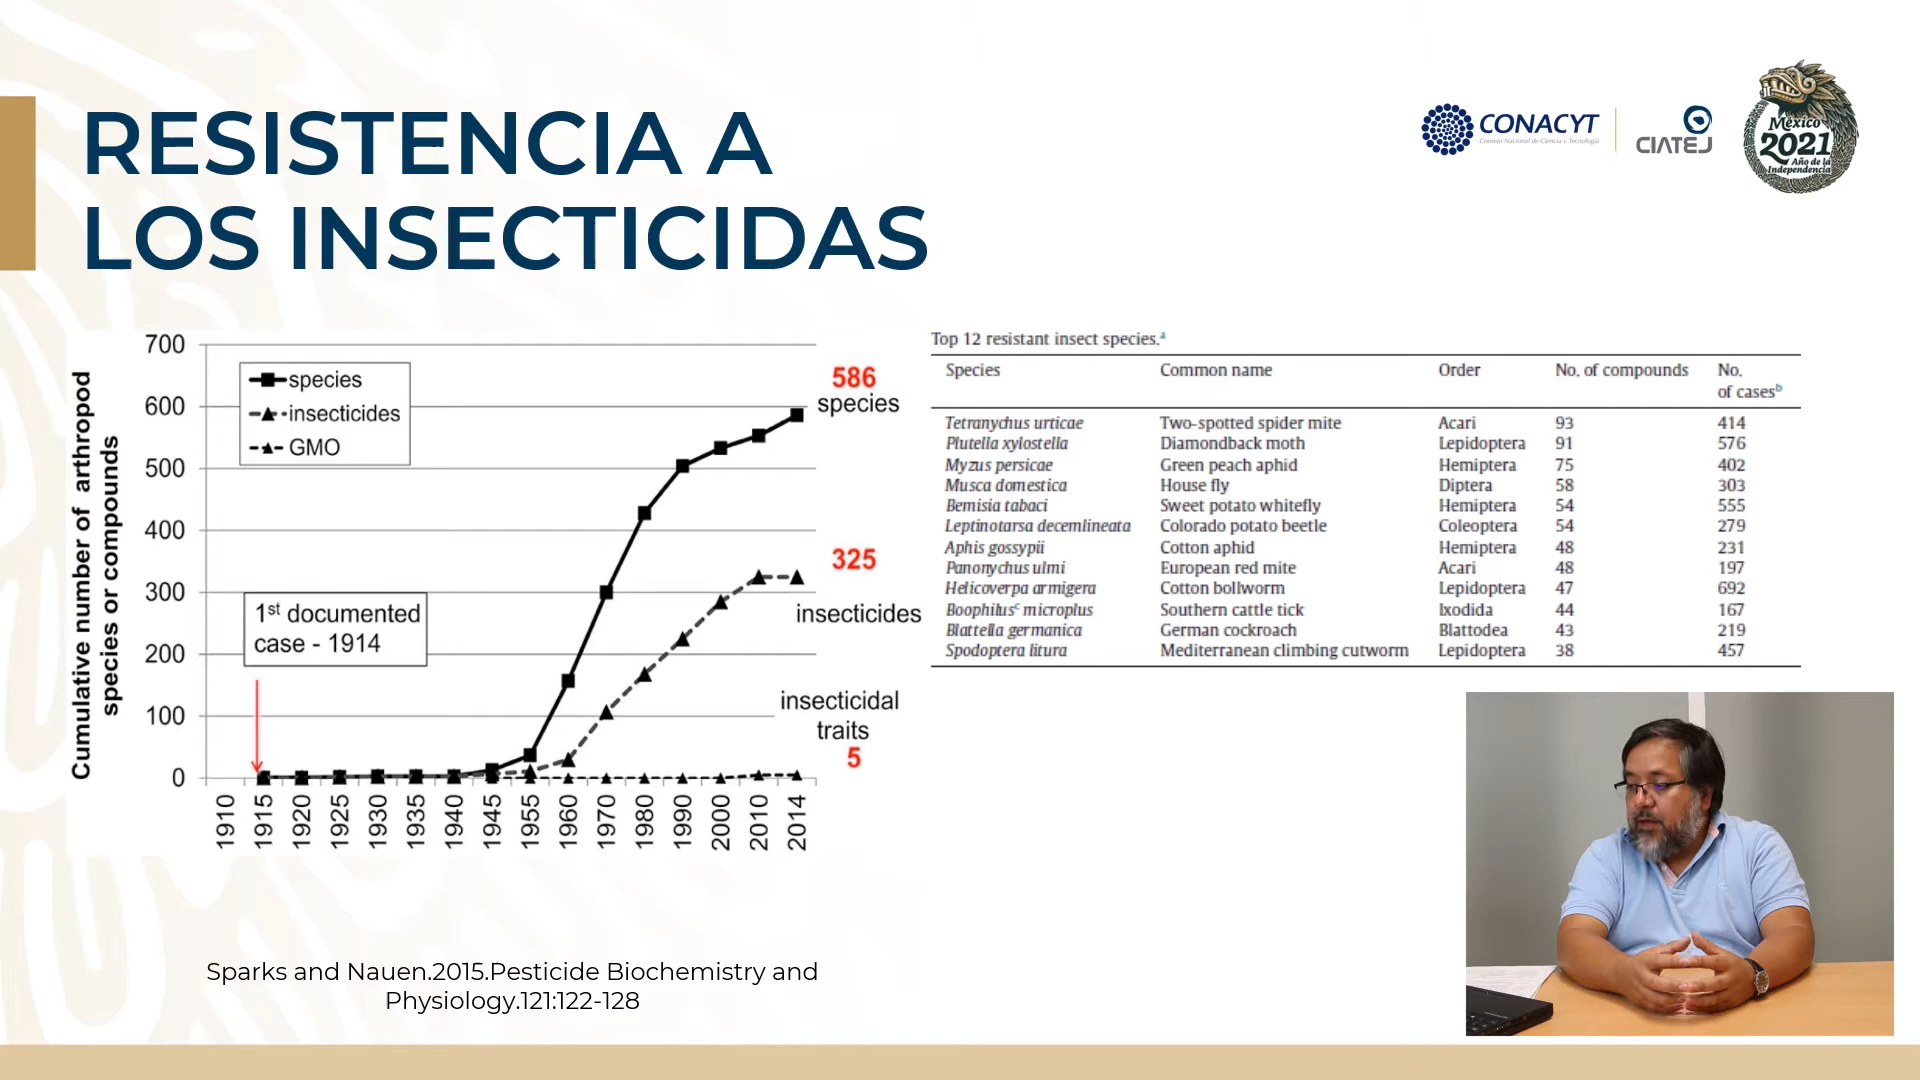 RESISTENCIA A
LOS INSECTICIDAS
CONACYT
Consejo Nacional de Ciencia y Tecnología
CIATEJ
México
2021
Año de la
Independencia
Cumulative number of arthropod
species or compounds
700
600
500
400
300
200
100
0
species
insecticides
GMO
1st documented
case - 1914
586
species
325
insecticides
insecticidal
traits
5
1910
1915
1920
1925
1930
1935
1940
1945
1955
1960
1970
1980
1990
2000
2010
2014
Top 12 resistant insect species.a
Species Common name Order No. of compounds No. of casesb
Tetranychus urticae Two-spotted spider mite Acari 93 414
Plutella xylostella Diamondback moth Lepidoptera 91 576
Myzus persicae Green peach aphid Hemiptera 75 402
Musca domestica House fly Diptera 58 303
Bemisia tabaci Sweet potato whitefly Hemiptera 54 555
Leptinotarsa decemlineata Colorado potato beetle Coleoptera 54 279
Aphis gossypii Cotton aphid Hemiptera 48 231
Panonychus ulmi European red mite Acari 48 197
Helicoverpa armigera Cotton bollworm Lepidoptera 47 692
Boophilusc microplus Southern cattle tick Ixodida 44 167
Blattella germanica German cockroach Blattodea 43 219
Spodoptera litura Mediterranean climbing cutworm Lepidoptera 38 457
Sparks and Nauen.2015.Pesticide Biochemistry and
Physiology.121:122-128